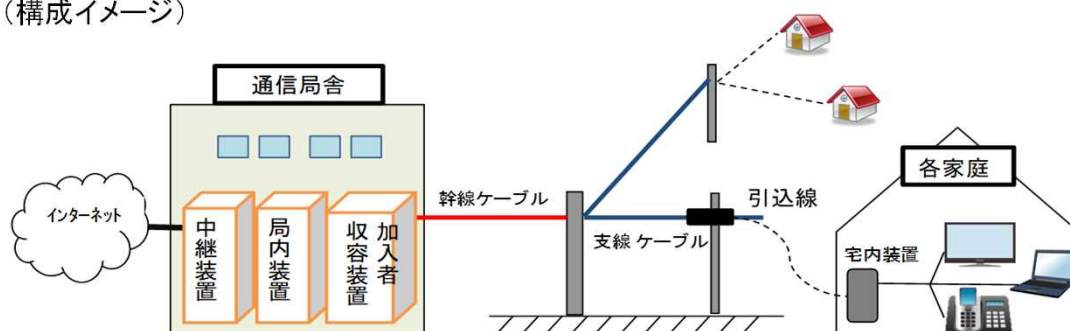 （構成イメージ）
通信局舎
インターネット
中継装置
局内装置
加入者
収容装置
幹線ケーブル
支線 ケーブル
引込線
各家庭
宅内装置